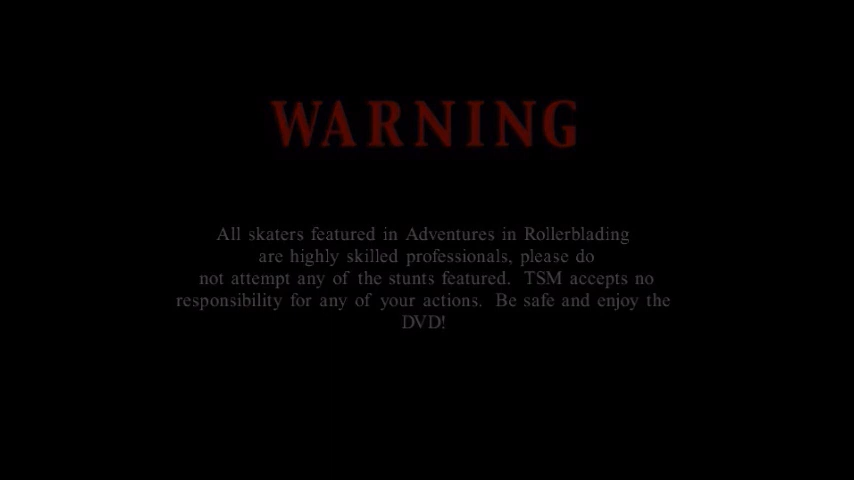 WARNING
All skaters featured in Adventures in Rollerblading
are highly skilled professionals, please do
not attempt any of the stunts featured. TSM accepts no
responsibility for any of your actions. Be safe and enjoy the
DVD!